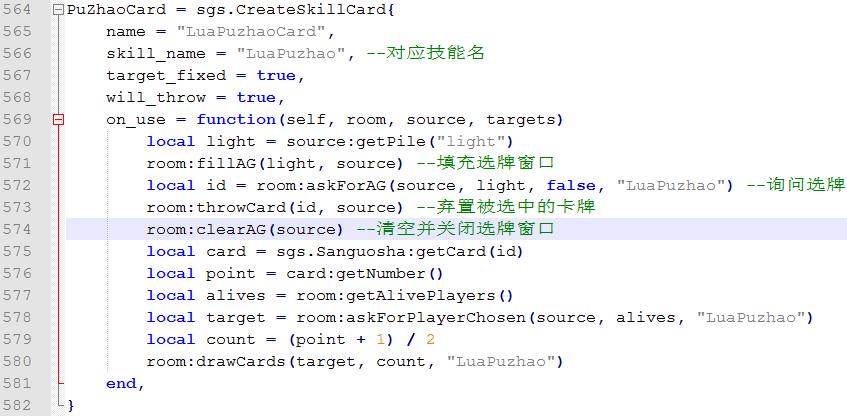 564 PuZhaoCard = sgs.CreateSkillCard{
565 name = "LuaPuzhaoCard",
566 skill_name = "LuaPuzhao", --对应技能名
567 target_fixed = true,
568 will_throw = true,
569 on_use = function(self, room, source, targets)
570 local light = source:getPile("light")
571 room:fillAG(light, source) --填充选牌窗口
572 local id = room:askForAG(source, light, false, "LuaPuzhao") --询问选牌
573 room:throwCard(id, source) --弃置被选中的卡牌
574 room:clearAG(source) --清空并关闭选牌窗口
575 local card = sgs.Sanguosha:getCard(id)
576 local point = card:getNumber()
577 local alives = room:getAlivePlayers()
578 local target = room:askForPlayerChosen(source, alives, "LuaPuzhao")
579 local count = (point + 1) / 2
580 room:drawCards(target, count, "LuaPuzhao")
581 end,
582 }